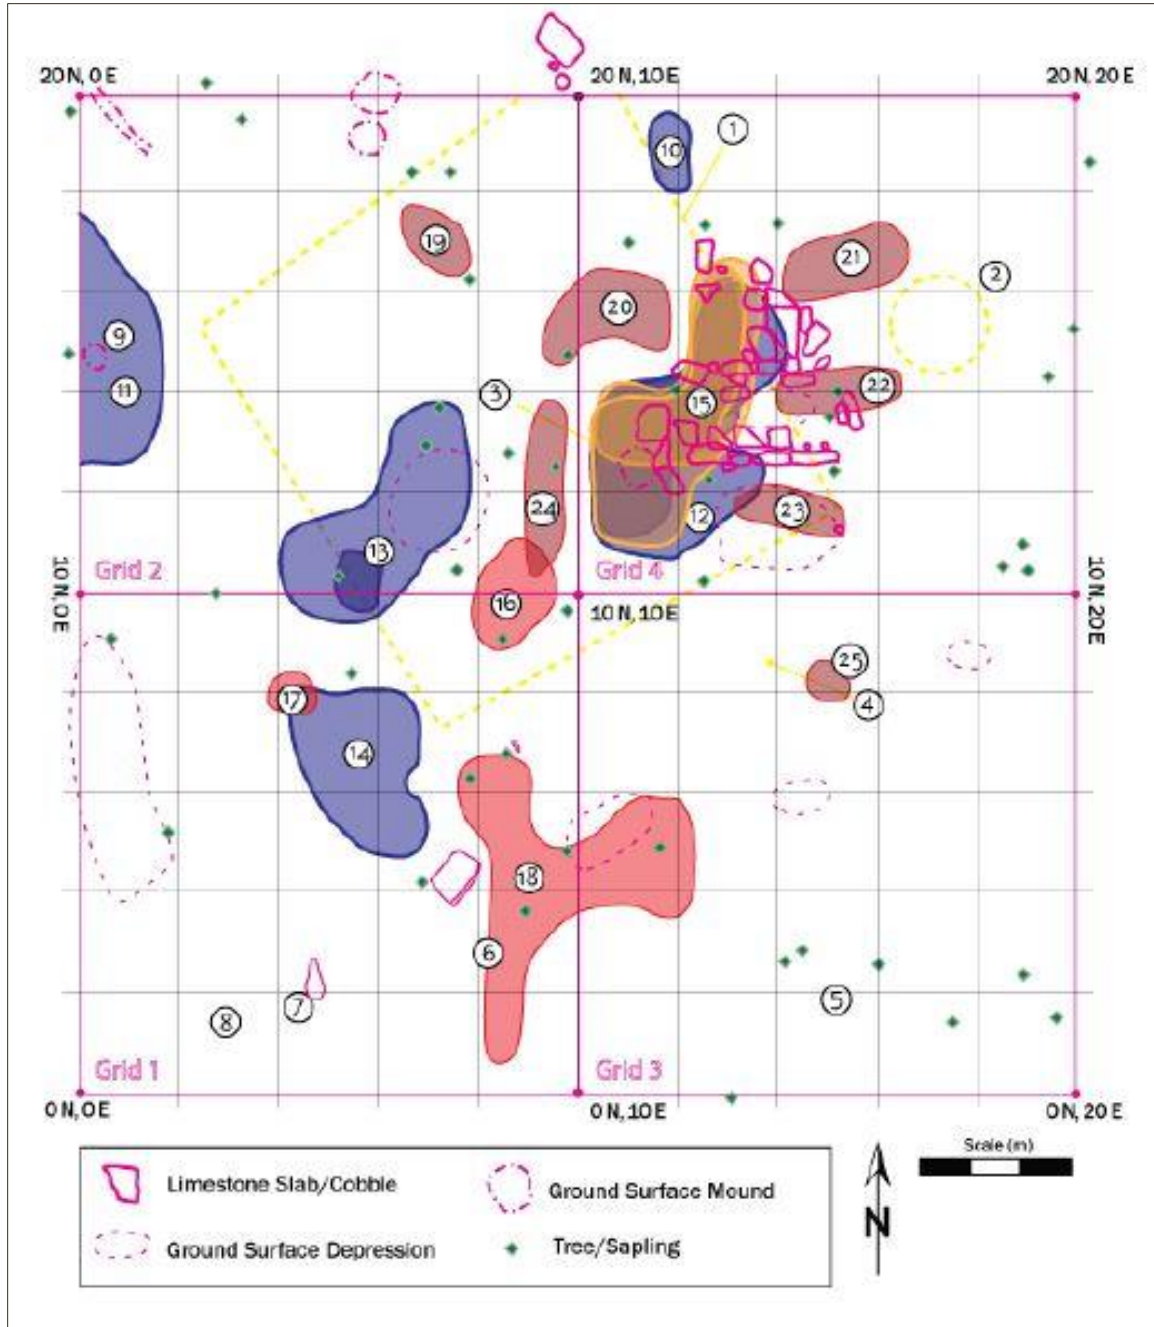 20N, 0E
20N, 10E
20N, 20E
1
10
19
21
2
20
9
3
22
11
15
24
12
23
13
10N, 0E
Grid 2
Grid 4
10N, 20E
16
10N, 10E
25
17
4
14
18
6
5
7
8
Grid 1
Grid 3
0N, 0E
0N, 10E
0N, 20E
Limestone Slab/Cobble
Ground Surface Mound
Ground Surface Depression
Tree/Sapling
Scale (m)
N